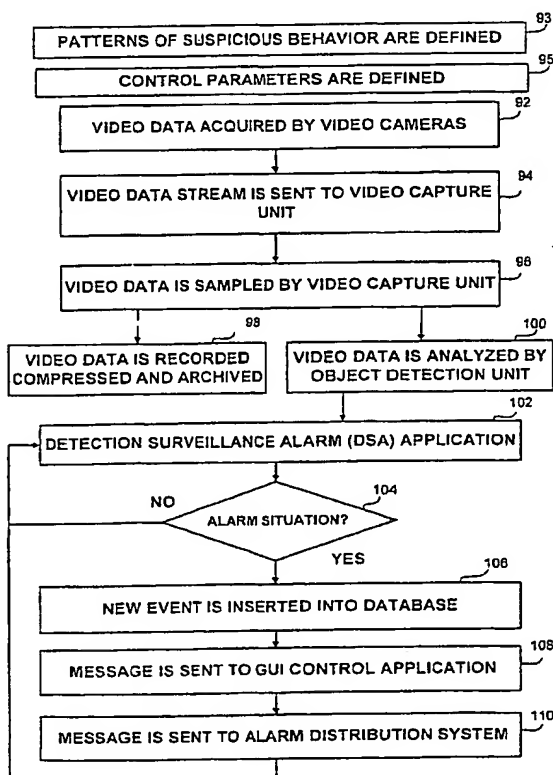 93
PATTERNS OF SUSPICIOUS BEHAVIOR ARE DEFINED
95
CONTROL PARAMETERS ARE DEFINED
92
VIDEO DATA ACQUIRED BY VIDEO CAMERAS
94
VIDEO DATA STREAM IS SENT TO VIDEO CAPTURE
UNIT
96
VIDEO DATA IS SAMPLED BY VIDEO CAPTURE UNIT
98
VIDEO DATA IS RECORDED
COMPRESSED AND ARCHIVED
100
VIDEO DATA IS ANALYZED BY
OBJECT DETECTION UNIT
102
DETECTION SURVEILLANCE ALARM (DSA) APPLICATION
NO
104
ALARM SITUATION?
YES
106
NEW EVENT IS INSERTED INTO DATABASE
108
MESSAGE IS SENT TO GUI CONTROL APPLICATION
110
MESSAGE IS SENT TO ALARM DISTRIBUTION SYSTEM